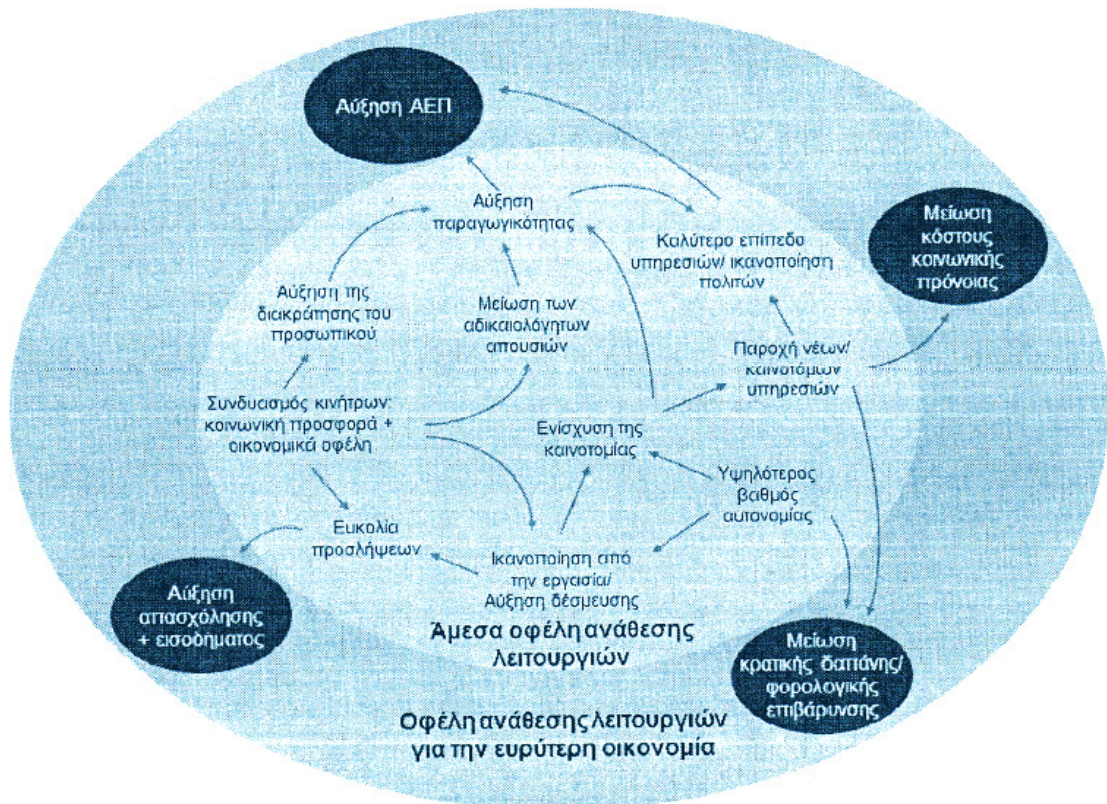 Αύξηση ΑΕΠ
Αύξηση
παραγωγικότητας
Καλύτερο επίπεδο
υπηρεσιών/ ικανοποίηση
πολιτών
Μείωση
κόστους
κοινωνικής
πρόνοιας
Αύξηση της
διακράτησης του
προσωπικού
Μείωση των
αδικαιολόγητων
απουσιών
Παροχή νέων/
καινοτόμων
υπηρεσιών
Συνδυασμός κινήτρων:
κοινωνική προσφορά +
οικονομικά οφέλη
Ενίσχυση της
καινοτομίας
Υψηλότερος
βαθμός
αυτονομίας
Ευκολία
προσλήψεων
Ικανοποίηση από
την εργασία/
Αύξηση δέσμευσης
Αύξηση
απασχόλησης
+ εισοδήματος
Άμεσα οφέλη ανάθεσης
λειτουργιών
Μείωση
κρατικής δαπάνης/
φορολογικής
επιβάρυνσης
Οφέλη ανάθεσης λειτουργιών
για την ευρύτερη οικονομία